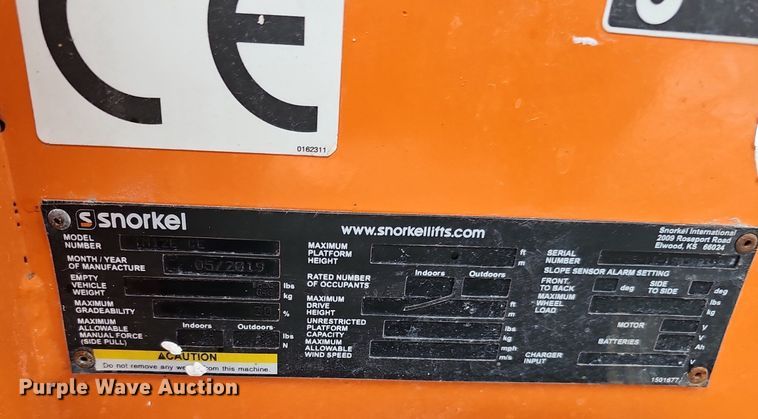 CE
0162311
snorkel
www.snorkellifts.com
Snorkel International
2009 Roseport Road
Elwood, KS 66024
MODEL
NUMBER
MONTH / YEAR
OF MANUFACTURE 05/2019
EMPTY
VEHICLE
WEIGHT
lbs
kg
MAXIMUM
GRADEABILITY
%
MAXIMUM
ALLOWABLE
MANUAL FORCE
(SIDE PULL)
Indoors Outdoors
lbs
N
CAUTION
Do not remove any from this machine.
MAXIMUM
PLATFORM
HEIGHT
ft
m
Indoors Outdoors
RATED NUMBER
OF OCCUPANTS
MAXIMUM
DRIVE
HEIGHT
ft
m
UNRESTRICTED
PLATFORM
CAPACITY
lbs
kg
MAXIMUM
ALLOWABLE
WIND SPEED
mph
m/s
SERIAL
NUMBER
SLOPE SENSOR ALARM SETTING
FRONT
TO BACK
deg
SIDE
TO SIDE
deg
MAXIMUM
WHEEL
LOAD
lbs
kg
MOTOR
V
BATTERIES
V
Ah
CHARGER
INPUT
V
1501677
Purple Wave Auction